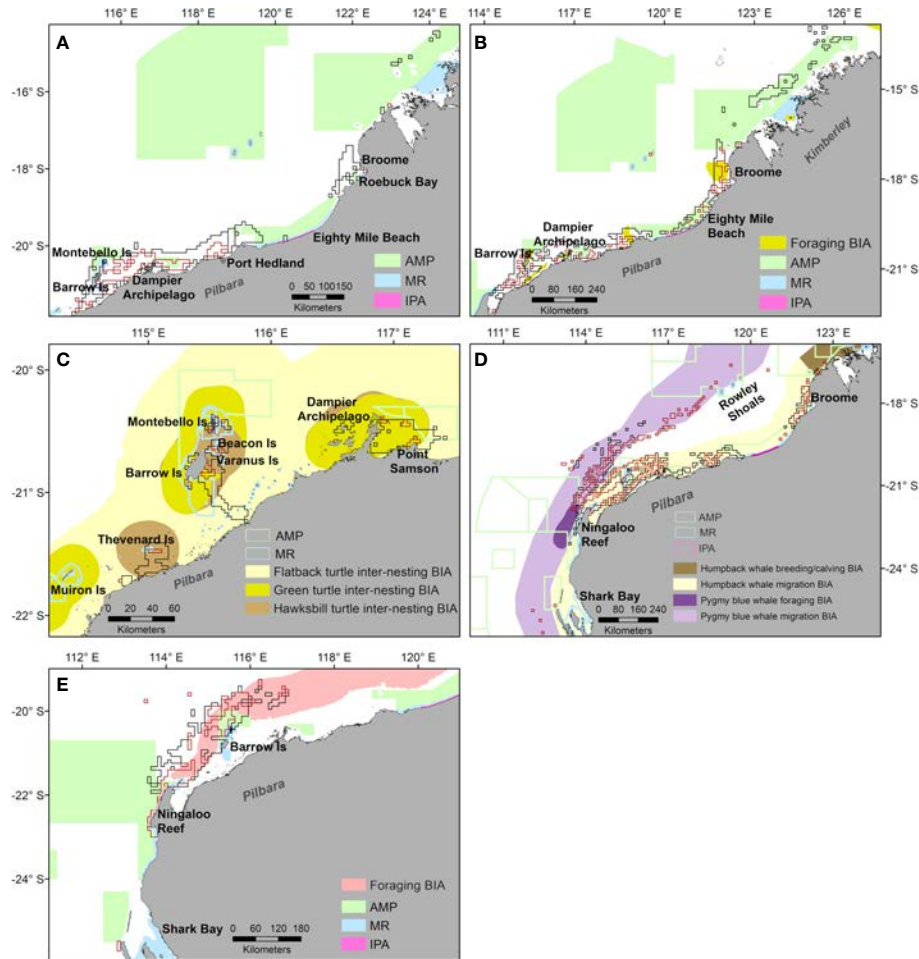 A
116° E
118° E
120° E
122° E
124° E
-16° S
-18° S
-20° S
Broome
Roebuck Bay
Eighty Mile Beach
Montebello Is
Port Hedland
Barrow Is
Dampier
Archipelago
Pilbara
0 50 100 150
Kilometers
AMP
MR
IPA
B
114° E
117° E
120° E
122° E
126° E
-15° S
-18° S
-21° S
Kimberley
Broome
Dampier
Archipelago
Eighty Mile
Beach
Barrow Is
Pilbara
0 80 160 240
Kilometers
Foraging BIA
AMP
MR
IPA
C
115° E
116° E
117° E
-20° S
-21° S
-22° S
Dampier
Archipelago
Montebello Is
Beacon Is
Varanus Is
Barrow Is
Point
Samson
Thevenard Is
Muiron Is
Pilbara
0 20 40 60
Kilometers
AMP
MR
Flatback turtle inter-nesting BIA
Green turtle inter-nesting BIA
Hawksbill turtle inter-nesting BIA
D
111° E
114° E
117° E
120° E
123° E
-18° S
-21° S
-24° S
Rowley
Shoals
Broome
Pilbara
Ningaloo
Reef
Shark Bay
0 80 160 240
Kilometers
AMP
MR
IPA
Humpback whale breeding/calving BIA
Humpback whale migration BIA
Pygmy blue whale foraging BIA
Pygmy blue whale migration BIA
E
112° E
114° E
116° E
118° E
120° E
-20° S
-22° S
-24° S
Barrow Is
Pilbara
Ningaloo
Reef
Shark Bay
0 60 120 180
Kilometers
Foraging BIA
AMP
MR
IPA